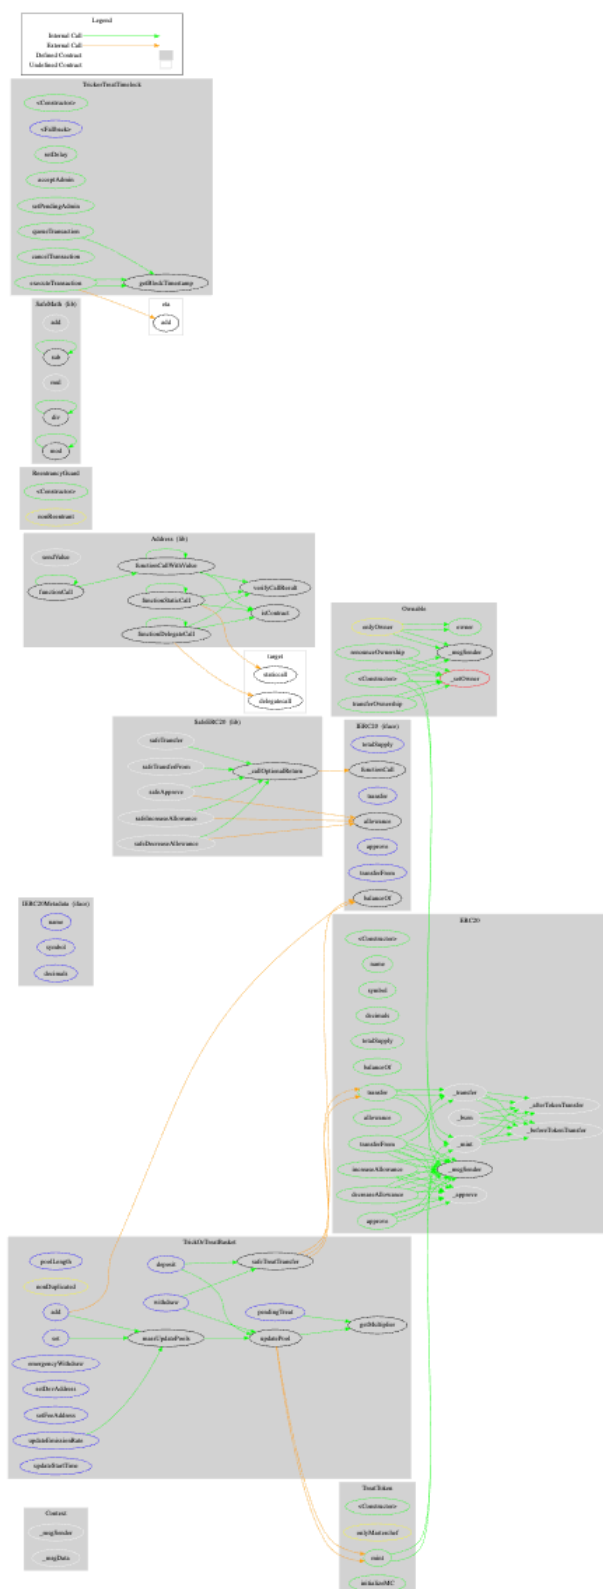 Legend
Internal Call
External Call
Defined Contract
Undefined Contract
<Constructor>
<Fallback>
setDelay
acceptAdmin
setPendingAdmin
queueTransaction
cancelTransaction
executeTransaction
getBlockTimestamp
eta
add
SafeMath (lib)
add
sub
mul
div
mod
ReentrancyGuard
<Constructor>
nonReentrant
Address (lib)
sendValue
functionCall
functionCallWithValue
functionStaticCall
functionDelegateCall
verifyCallResult
isContract
target
staticcall
delegatecall
Ownable
onlyOwner
renounceOwnership
<Constructor>
transferOwnership
owner
_msgSender
_setOwner
SafeERC20 (lib)
safeTransfer
safeTransferFrom
safeApprove
safeIncreaseAllowance
safeDecreaseAllowance
_callOptionalReturn
IERC20 (iface)
totalSupply
functionCall
transfer
allowance
approve
transferFrom
balanceOf
IERC20Metadata (iface)
name
symbol
decimals
ERC20
<Constructor>
name
symbol
decimals
totalSupply
balanceOf
transfer
allowance
transferFrom
increaseAllowance
decreaseAllowance
approve
_transfer
_burn
_mint
_msgSender
_approve
_afterTokenTransfer
_beforeTokenTransfer
TrickOrTreatBasket
poolLength
nonDuplicated
add
set
emergencyWithdraw
setDevAddress
setFeeAddress
updateEmissionRate
updateStartTime
deposit
withdraw
massUpdatePools
safeTreatTransfer
pendingTreat
updatePool
getMultiplier
TreatToken
<Constructor>
onlyMasterchef
mint
initializeMC
Context
_msgSender
_msgData